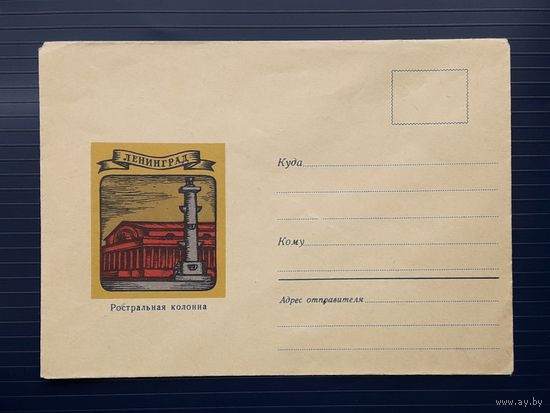 ЛЕНИНГРАД
Ростральная колонна
Куда
Кому
Адрес отправителя
www.ay.by